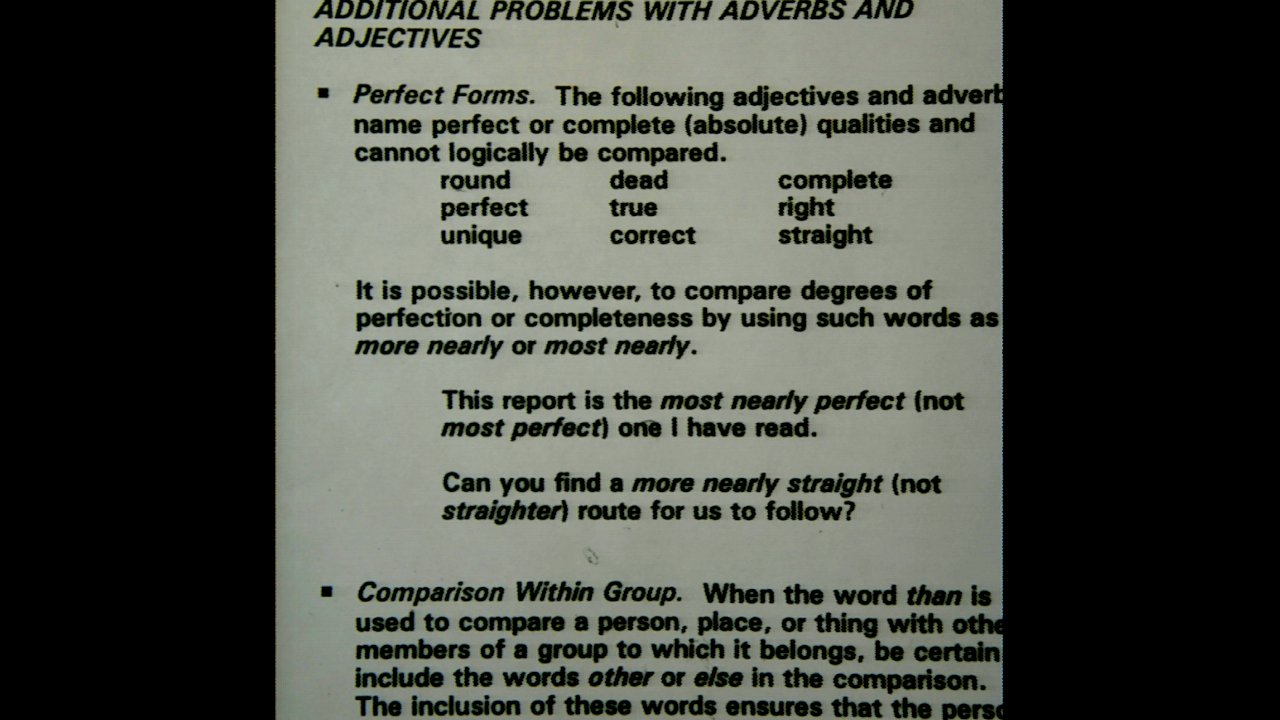 ADDITIONAL PROBLEMS WITH ADVERBS AND
ADJECTIVES
▪ Perfect Forms. The following adjectives and adverb
name perfect or complete (absolute) qualities and
cannot logically be compared.
round dead complete
perfect true right
unique correct straight
It is possible, however, to compare degrees of
perfection or completeness by using such words as
more nearly or most nearly.
This report is the most nearly perfect (not
most perfect) one I have read.
Can you find a more nearly straight (not
straighter) route for us to follow?
▪ Comparison Within Group. When the word than is
used to compare a person, place, or thing with othe
members of a group to which it belongs, be certain
include the words other or else in the comparison.
The inclusion of these words ensures that the perso